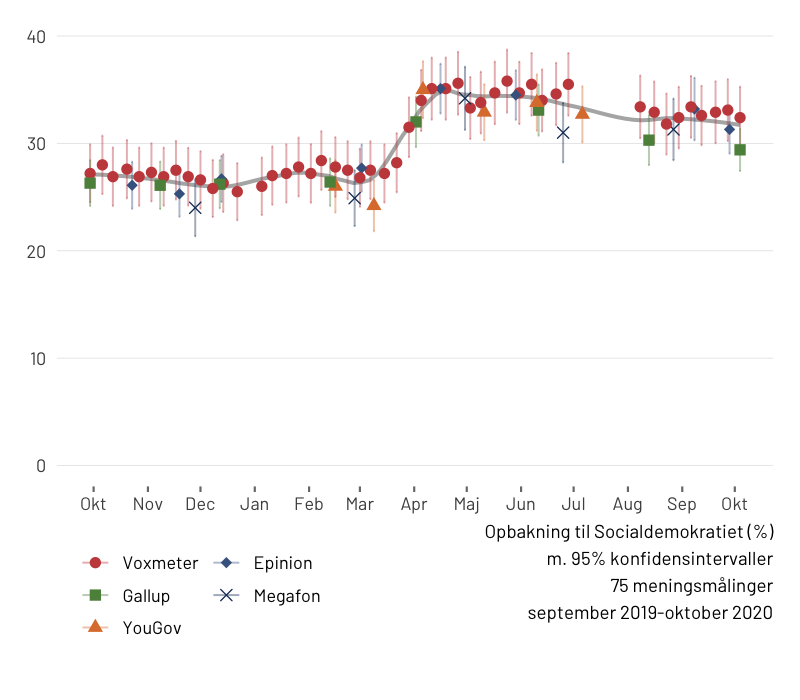 40
30
20
10
0
Okt Nov Dec Jan Feb Mar Apr Maj Jun Jul Aug Sep Okt
Opbakning til Socialdemokratiet (%)
m. 95% konfidensintervaller
75 meningsmålinger
september 2019-oktober 2020
Voxmeter Epinion
Gallup Megafon
YouGov